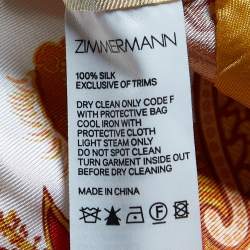 ZIMMERMANN
100% SILK
EXCLUSIVE OF TRIMS
DRY CLEAN ONLY CODE F
WITH PROTECTIVE BAG
COOL IRON WITH
PROTECTIVE CLOTH
LIGHT STEAM ONLY
DO NOT SPOT CLEAN
TURN GARMENT INSIDE OUT
BEFORE DRY CLEANING
MADE IN CHINA
F